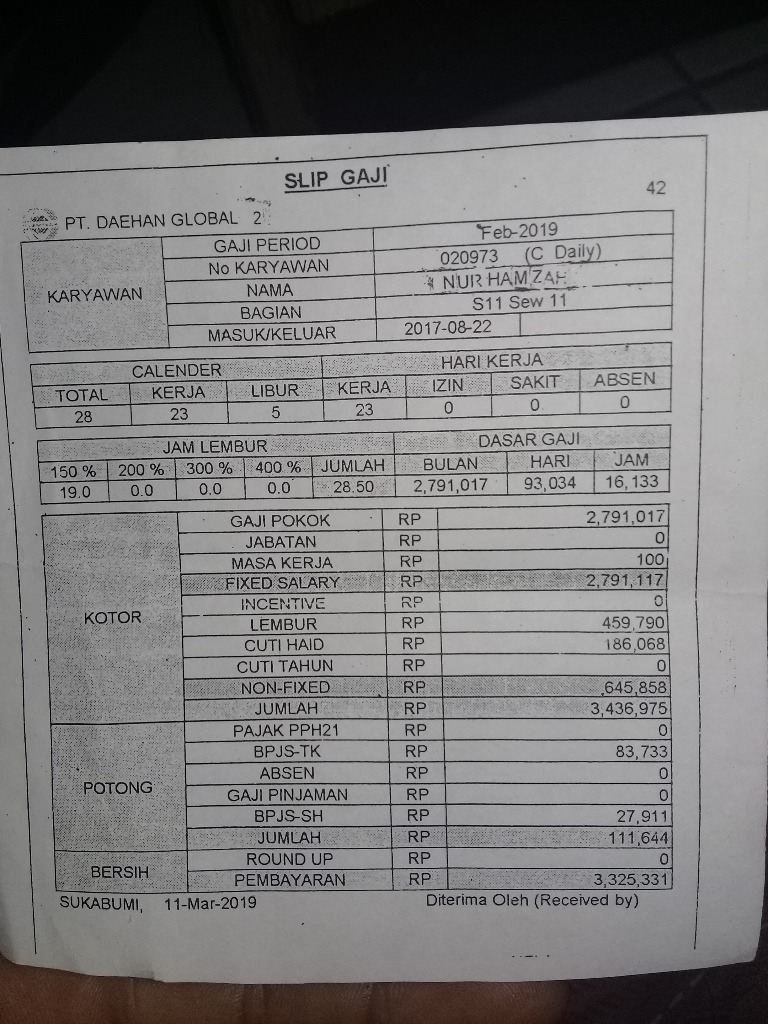 SLIP GAJI
42
PT. DAEHAN GLOBAL 2
KARYAWAN
GAJI PERIOD Feb-2019
No KARYAWAN 020973 (C Daily)
NAMA NUR HAMZAH
BAGIAN S11 Sew 11
MASUK/KELUAR 2017-08-22
CALENDER HARI KERJA
TOTAL KERJA LIBUR KERJA IZIN SAKIT ABSEN
28 23 5 23 0 0 0
JAM LEMBUR DASAR GAJI
150 % 200 % 300 % 400 % JUMLAH BULAN HARI JAM
19.0 0.0 0.0 0.0 28.50 2,791,017 93,034 16,133
KOTOR
GAJI POKOK RP 2,791,017
JABATAN RP 0
MASA KERJA RP 100
FIXED SALARY RP 2,791,117
INCENTIVE RP 0
LEMBUR RP 459,790
CUTI HAID RP 186,068
CUTI TAHUN RP 0
NON-FIXED RP 645,858
JUMLAH RP 3,436,975
POTONG
PAJAK PPH21 RP 0
BPJS-TK RP 83,733
ABSEN RP 0
GAJI PINJAMAN RP 0
BPJS-SH RP 27,911
JUMLAH RP 111,644
BERSIH
ROUND UP RP 0
PEMBAYARAN RP 3,325,331
SUKABUMI, 11-Mar-2019 Diterima Oleh (Received by)